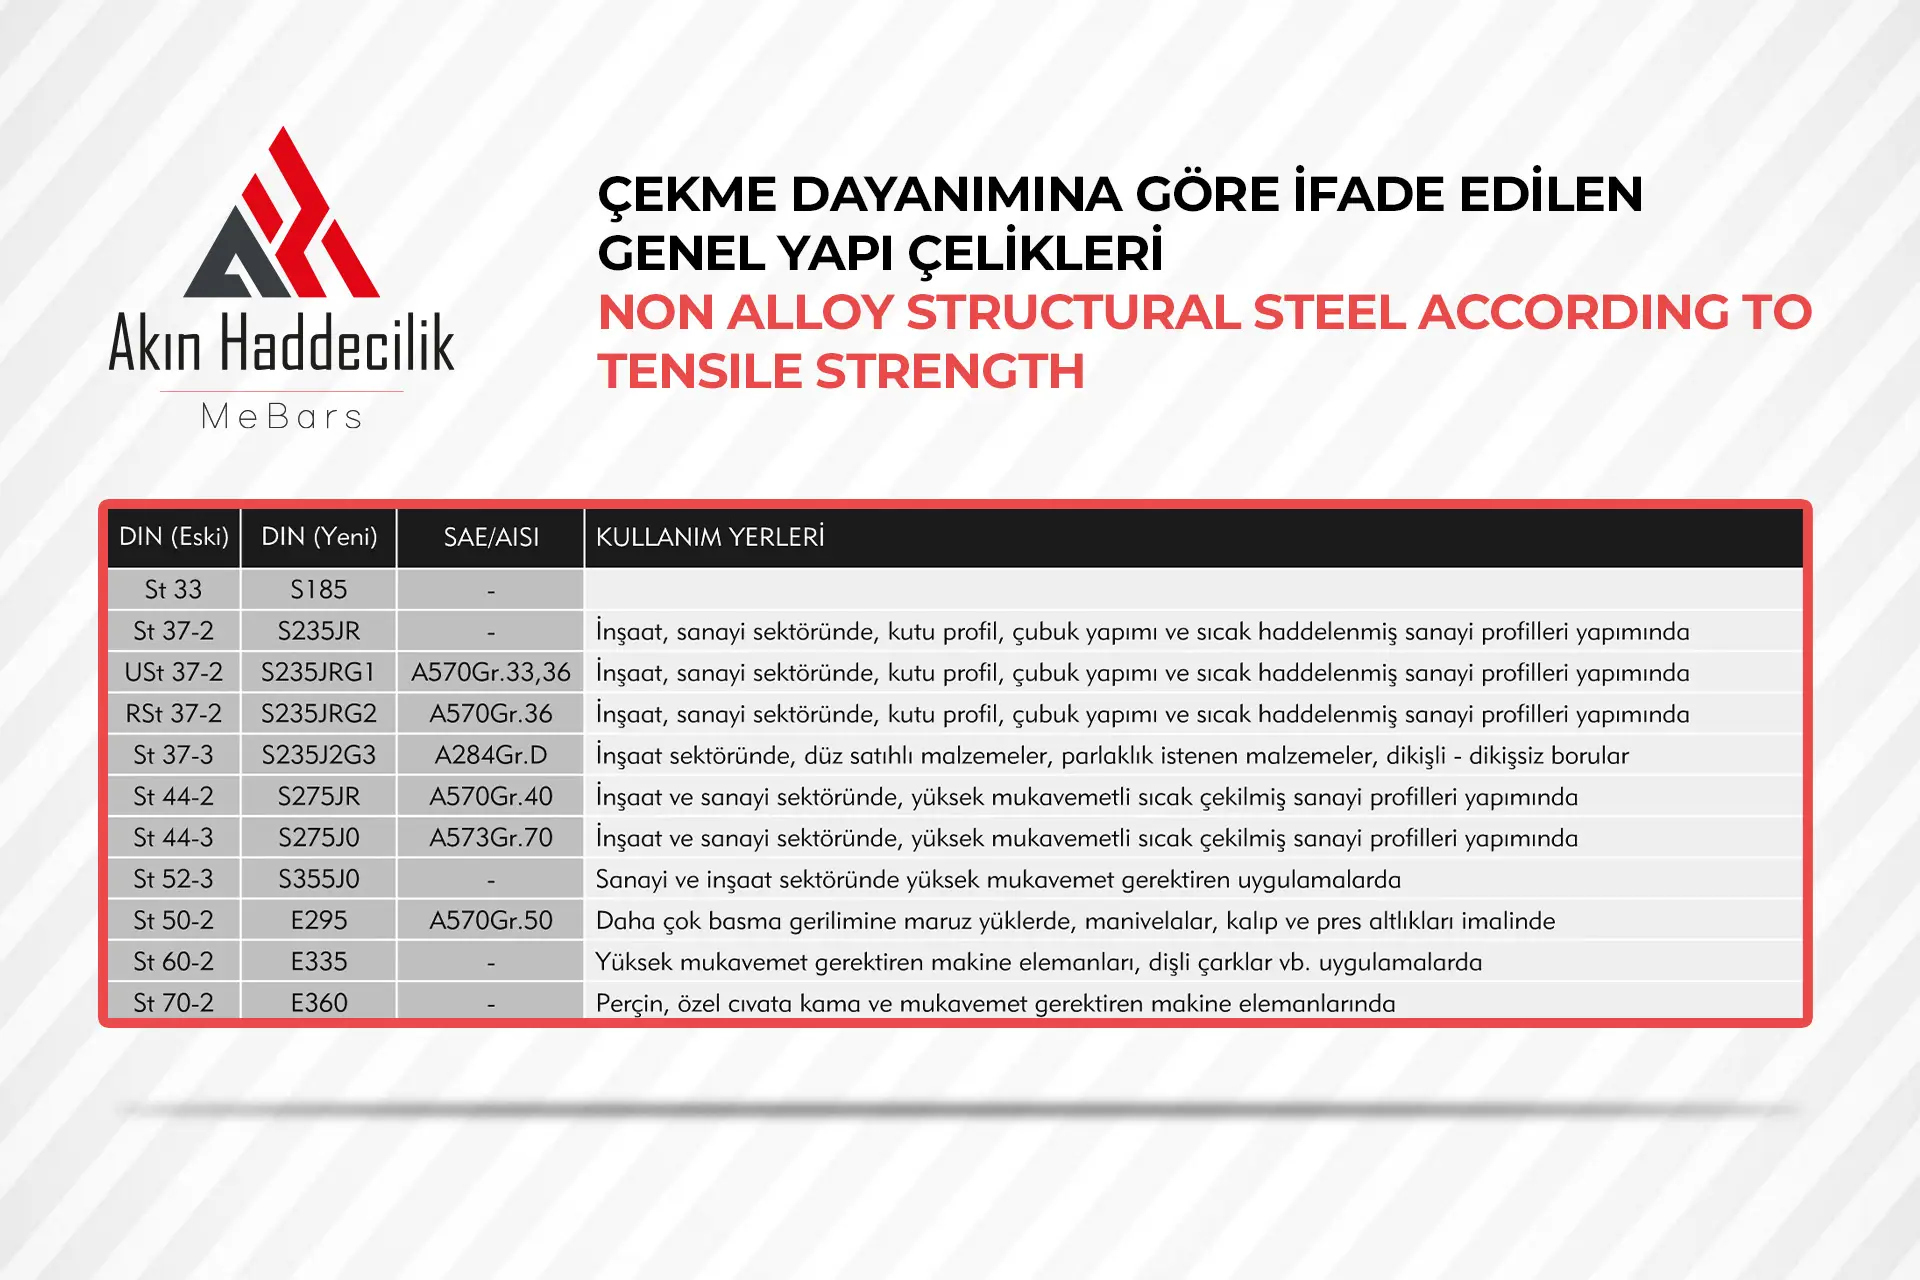 Akın Haddecilik
MeBars
ÇEKME DAYANIMINA GÖRE İFADE EDİLEN
GENEL YAPI ÇELİKLERİ
NON ALLOY STRUCTURAL STEEL ACCORDING TO
TENSILE STRENGTH
DIN (Eski) DIN (Yeni) SAE/AISI KULLANIM YERLERİ
St 33 S185 -
St 37-2 S235JR - İnşaat, sanayi sektöründe, kutu profil, çubuk yapımı ve sıcak haddelenmiş sanayi profilleri yapımında
USt 37-2 S235JRG1 A570Gr.33,36 İnşaat, sanayi sektöründe, kutu profil, çubuk yapımı ve sıcak haddelenmiş sanayi profilleri yapımında
RSt 37-2 S235JRG2 A570Gr.36 İnşaat, sanayi sektöründe, kutu profil, çubuk yapımı ve sıcak haddelenmiş sanayi profilleri yapımında
St 37-3 S235J2G3 A284Gr.D İnşaat sektöründe, düz satıhlı malzemeler, parlaklık istenen malzemeler, dikişli - dikişsiz borular
St 44-2 S275JR A570Gr.40 İnşaat ve sanayi sektöründe, yüksek mukavemetli sıcak çekilmiş sanayi profilleri yapımında
St 44-3 S275J0 A573Gr.70 İnşaat ve sanayi sektöründe, yüksek mukavemetli sıcak çekilmiş sanayi profilleri yapımında
St 52-3 S355J0 - Sanayi ve inşaat sektöründe yüksek mukavemet gerektiren uygulamalarda
St 50-2 E295 A570Gr.50 Daha çok basma gerilimine maruz yüklerde, manivelalar, kalıp ve pres altlıkları imalinde
St 60-2 E335 - Yüksek mukavemet gerektiren makine elemanları, dişli çarklar vb. uygulamalarda
St 70-2 E360 - Perçin, özel cıvata kama ve mukavemet gerektiren makine elemanlarında